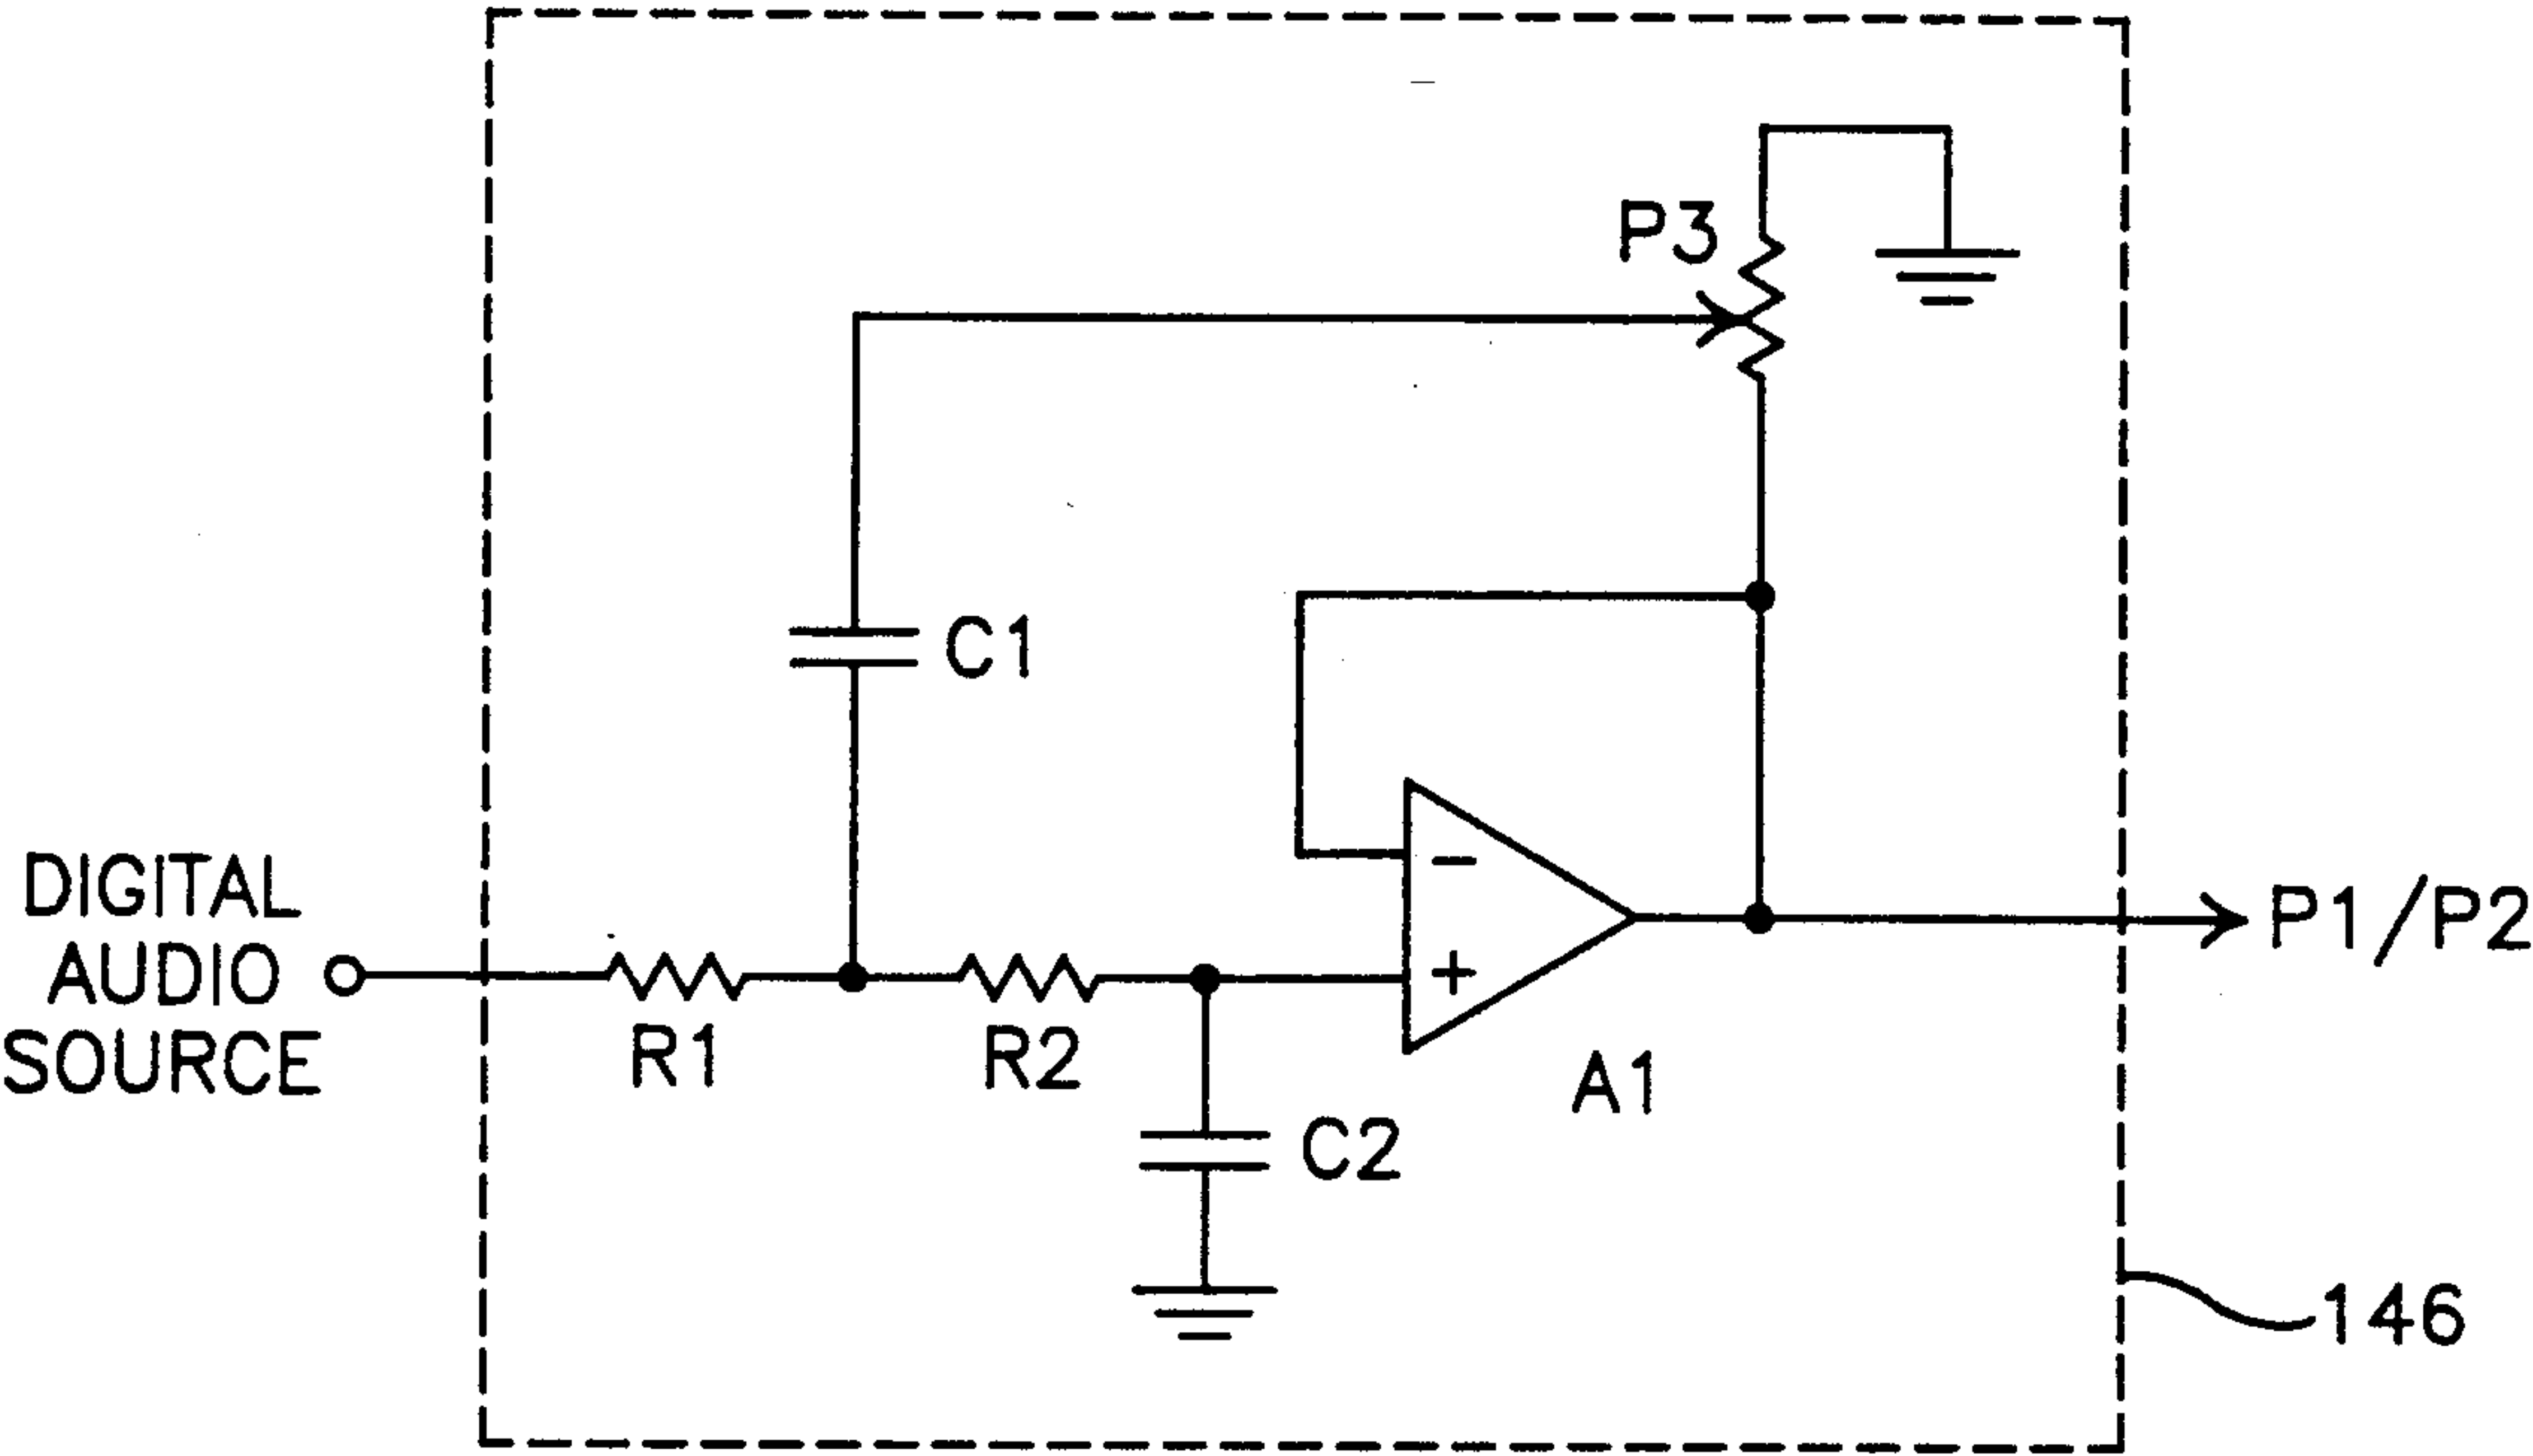 P3
C1
DIGITAL
AUDIO
SOURCE
R1
R2
−
+
A1
C2
P1/P2
146